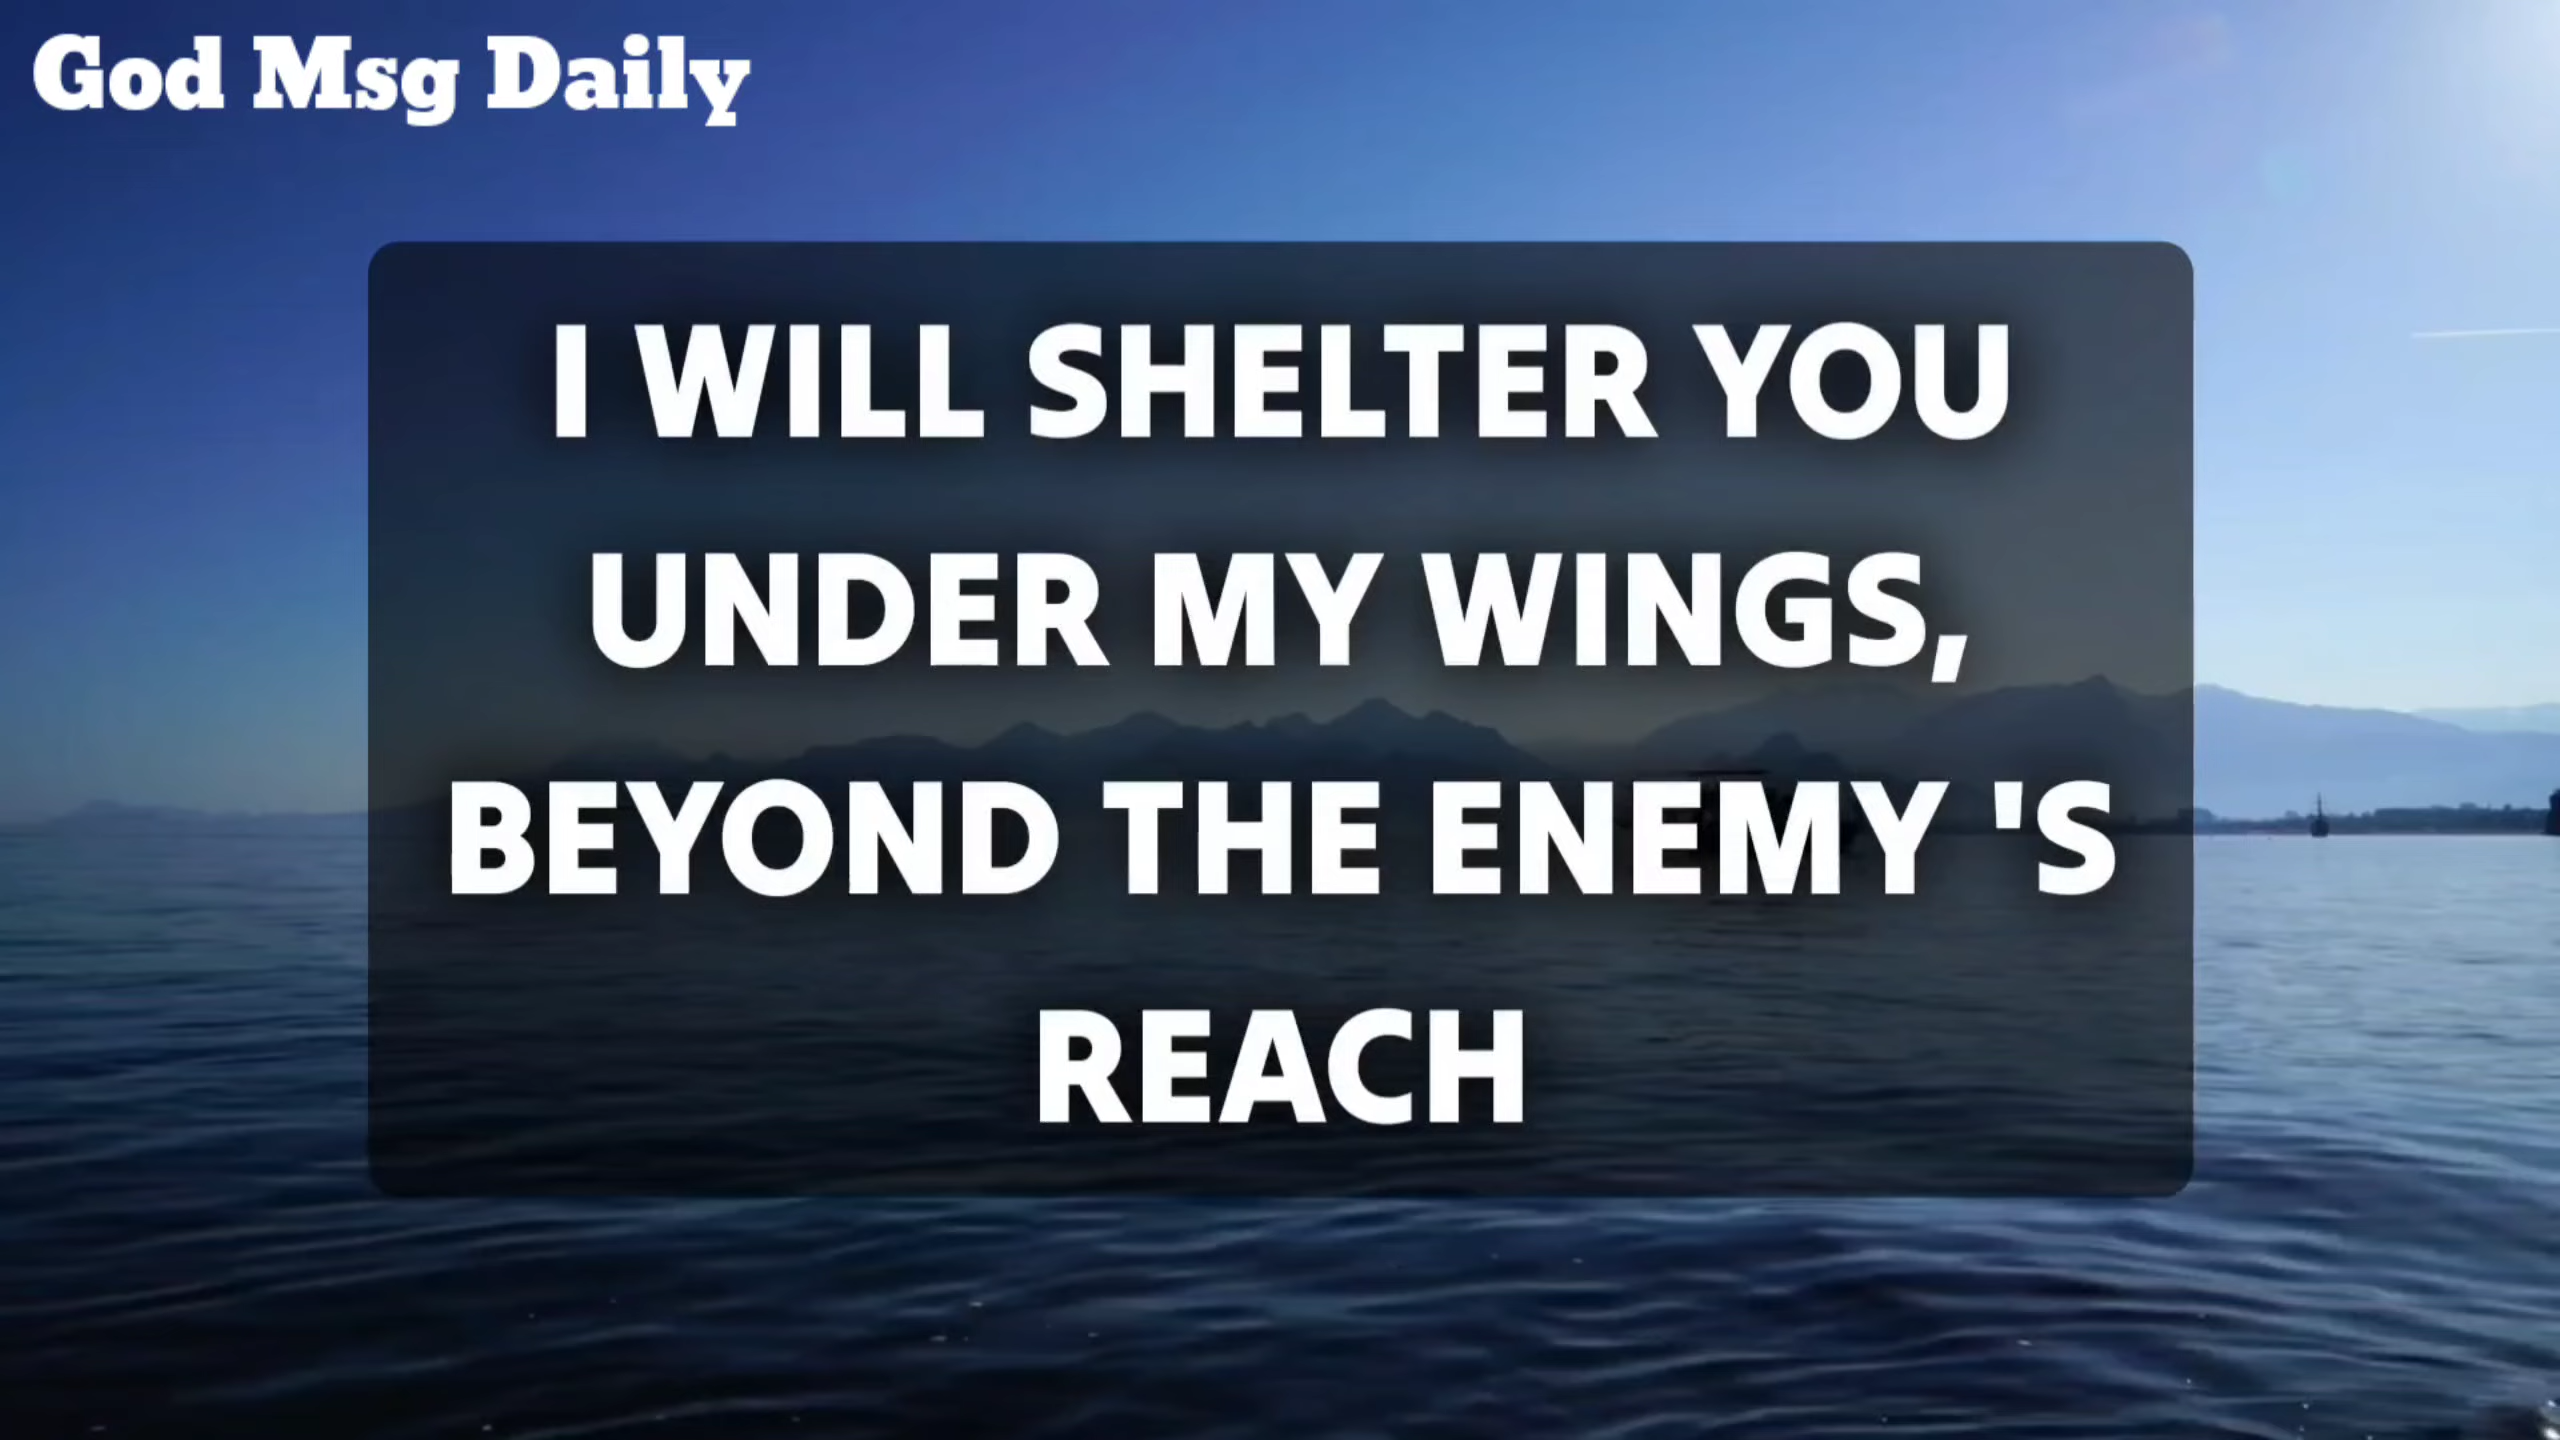 God Msg Daily
I WILL SHELTER YOU
UNDER MY WINGS,
BEYOND THE ENEMY 'S
REACH